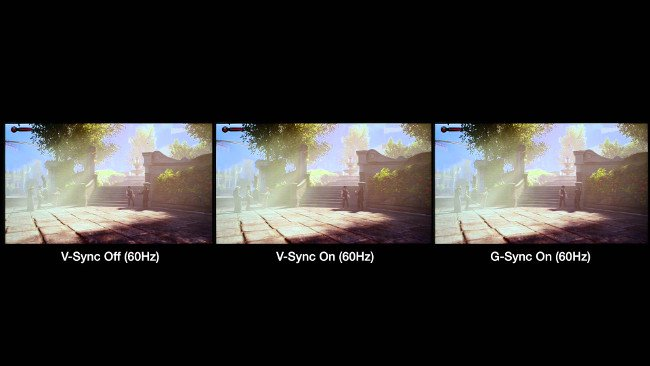 V-Sync Off (60Hz)
V-Sync On (60Hz)
G-Sync On (60Hz)